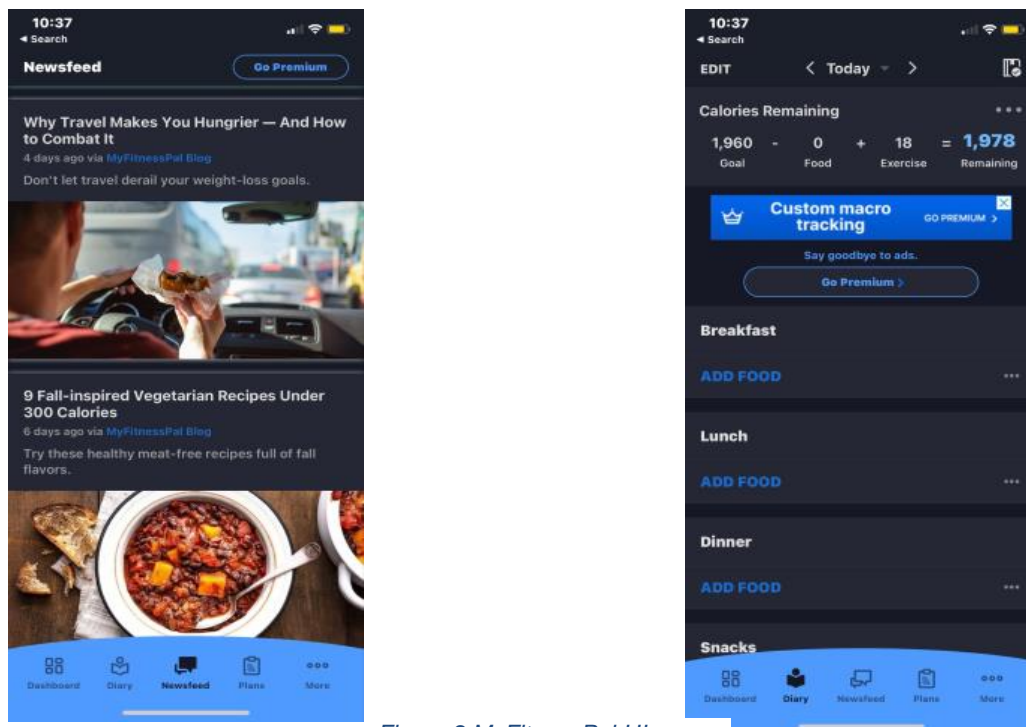 10:37
◄ Search
Newsfeed
Go Premium
Why Travel Makes You Hungrier — And How
to Combat It
4 days ago via MyFitnessPal Blog
Don't let travel derail your weight-loss goals.
9 Fall-inspired Vegetarian Recipes Under
300 Calories
6 days ago via MyFitnessPal Blog
Try these healthy meat-free recipes full of fall
flavors.
Dashboard Diary Newsfeed Plans More
10:37
◄ Search
EDIT < Today >
Calories Remaining
1,960 - 0 + 18 = 1,978
Goal Food Exercise Remaining
Custom macro
tracking
GO PREMIUM >
Say goodbye to ads.
Go Premium >
Breakfast
ADD FOOD
Lunch
ADD FOOD
Dinner
ADD FOOD
Snacks
Dashboard Diary Newsfeed Plans More